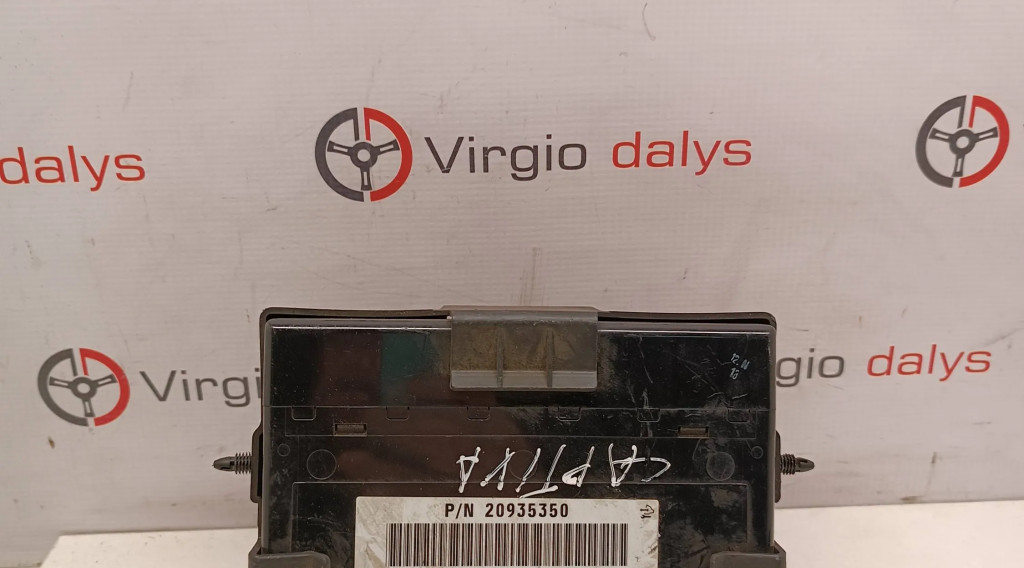 dalys
Virgio dalys
Virgio
gio dalys
CAPTIVA
P/N 20935350